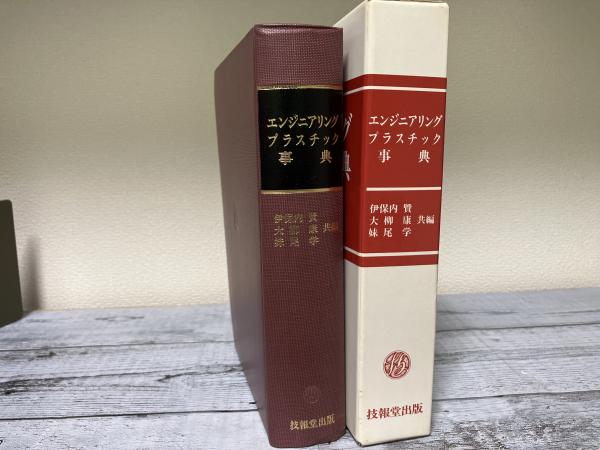 エンジニアリング
プラスチック
事典
伊保内 賢
大柳 康 共編
妹尾 学
技報堂出版
グ
典
エンジニアリング
プラスチック
事典
伊保内 賢
大柳 康 共編
妹尾 学
技報堂出版